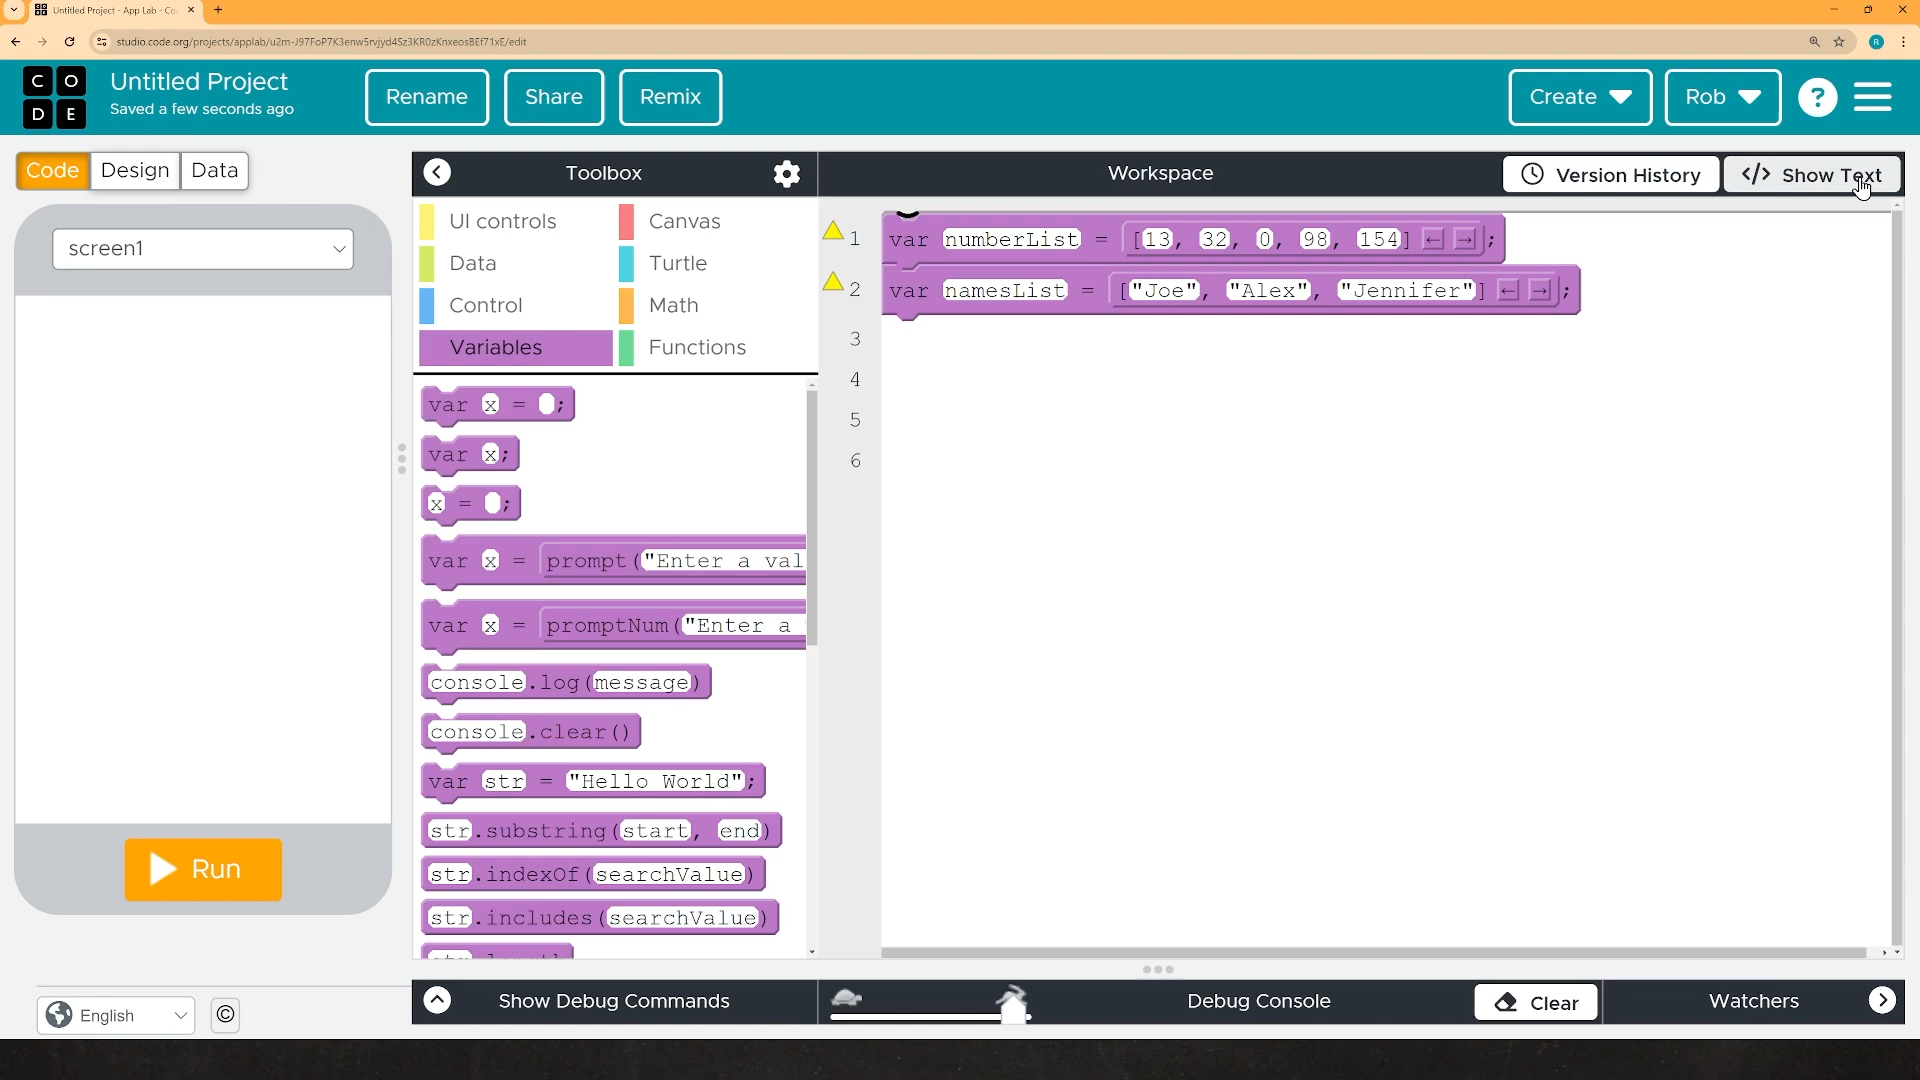 Untitled Project - App Lab - Co
studio.code.org/projects/applab/u2m-J97FoP7K3enw5rvjyd4Sz3KR0zKnxeosBEf71xE/edit
R
C O
D E
Untitled Project
Saved a few seconds ago
Rename
Share
Remix
Create
Rob
?
Code
Design
Data
Toolbox
Workspace
Version History
</> Show Text
screen1
UI controls
Canvas
Data
Turtle
Control
Math
Variables
Functions
1 var numberList = [13, 32, 0, 98, 154] ← → ;
2 var namesList = ["Joe", "Alex", "Jennifer"] ← → ;
3
4
5
6
var x = ;
var x;
x = ;
var x = prompt("Enter a val
var x = promptNum("Enter a
console.log(message)
console.clear()
var str = "Hello World";
str.substring(start, end)
str.indexOf(searchValue)
str.includes(searchValue)
Run
English
©
Show Debug Commands
Debug Console
Clear
Watchers